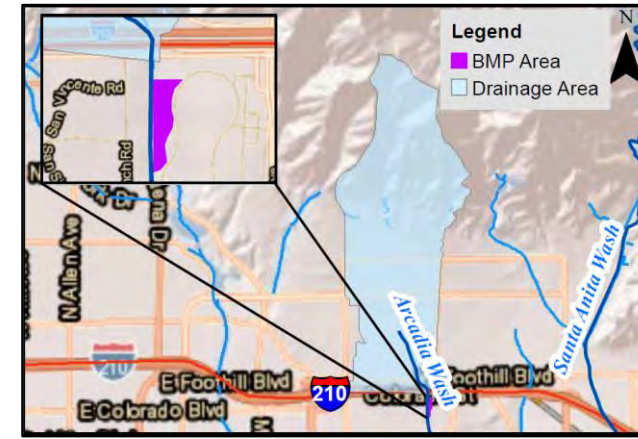 Legend
BMP Area
Drainage Area
N
210
San Vicente Rd
N Allen Ave
Arcadia Wash
Santa Anita Wash
210
E Foothill Blvd
210
Foothill Blvd
E Colorado Blvd